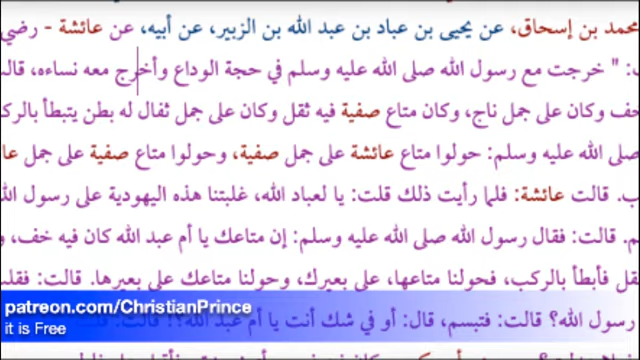 محمد بن إسحاق، عن يحيى بن عباد بن عبد الله بن الزبير، عن أبيه، عن عائشة - رضي
" خرجت مع رسول الله صلى الله عليه وسلم في حجة الوداع وأخرج معه نساءه، قالت
خف وكان على جمل ناج، وكان متاع صفية فيه ثقل وكان على جمل ثفال له بطن يتبطأ بالركب
صلى الله عليه وسلم: حولوا متاع عائشة على جمل صفية، وحولوا متاع صفية على جمل
قالت عائشة: فلما رأيت ذلك قلت: يا لعباد الله، غلبتنا هذه اليهودية على رسول الله
قالت: فقال رسول الله صلى الله عليه وسلم: إن متاعك يا أم عبد الله كان فيه خف، و
فأبطأ بالركب، فحولنا متاعها، على بعيرك، وحولنا متاعك على بعيرها. قالت: فقلت
رسول الله؟ قالت: فتبسم، قال: أو في شك أنت يا أم عبد الله؟! قالت: قلت
patreon.com/ChristianPrince
it is Free